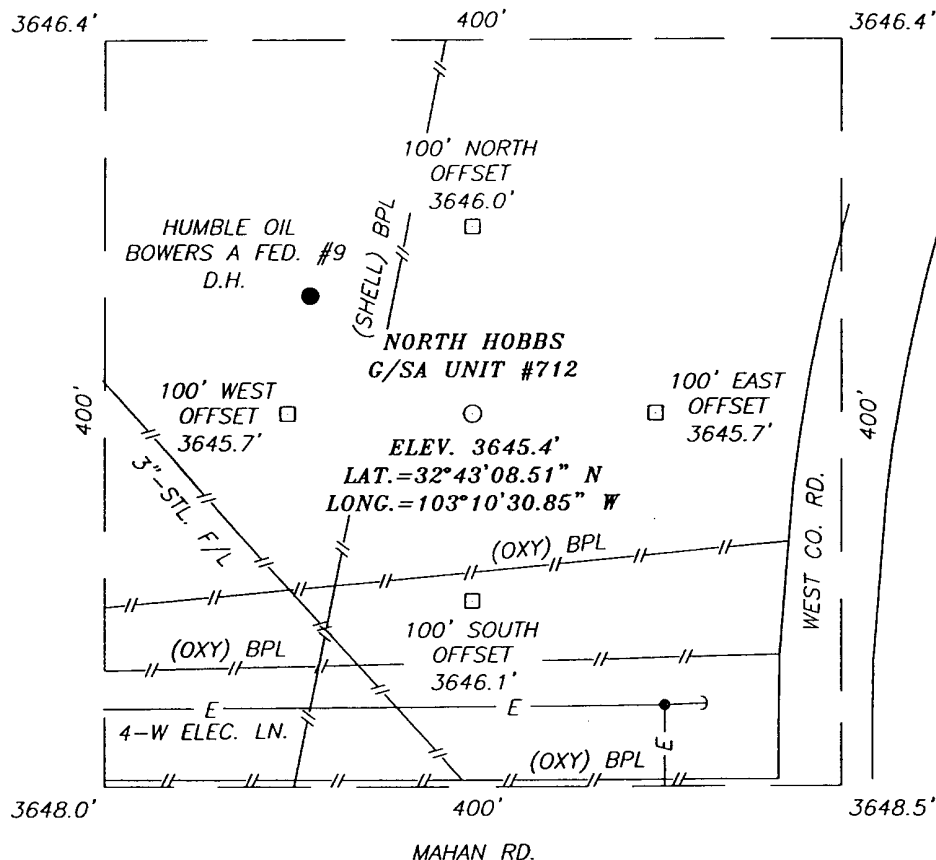 3646.4'
400'
3646.4'
100' NORTH
OFFSET
3646.0'
HUMBLE OIL
BOWERS A FED. #9
D.H.
(SHELL) BPL
NORTH HOBBS
G/SA UNIT #712
100' WEST
OFFSET
3645.7'
100' EAST
OFFSET
3645.7'
400'
400'
ELEV. 3645.4'
LAT.=32°43'08.51" N
LONG.=103°10'30.85" W
3"-STL. F/L
WEST CO. RD.
(OXY) BPL
100' SOUTH
OFFSET
3646.1'
(OXY) BPL
E
E
4-W ELEC. LN.
E
(OXY) BPL
3648.0'
400'
3648.5'
MAHAN RD.